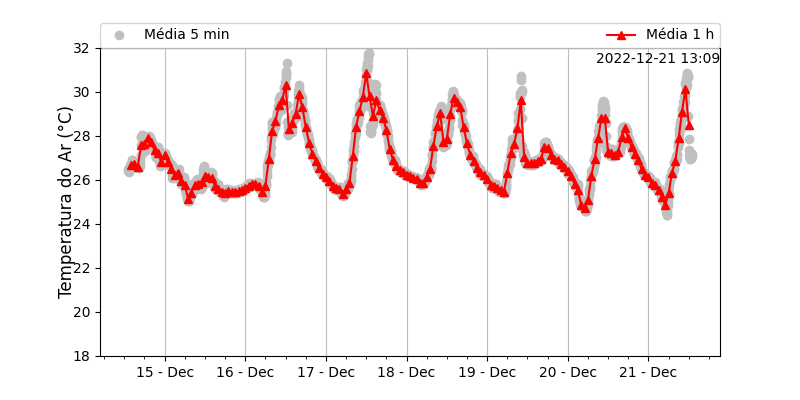 Média 5 min
Média 1 h
2022-12-21 13:09
Temperatura do Ar (°C)
32
30
28
26
24
22
20
18
15 - Dec
16 - Dec
17 - Dec
18 - Dec
19 - Dec
20 - Dec
21 - Dec